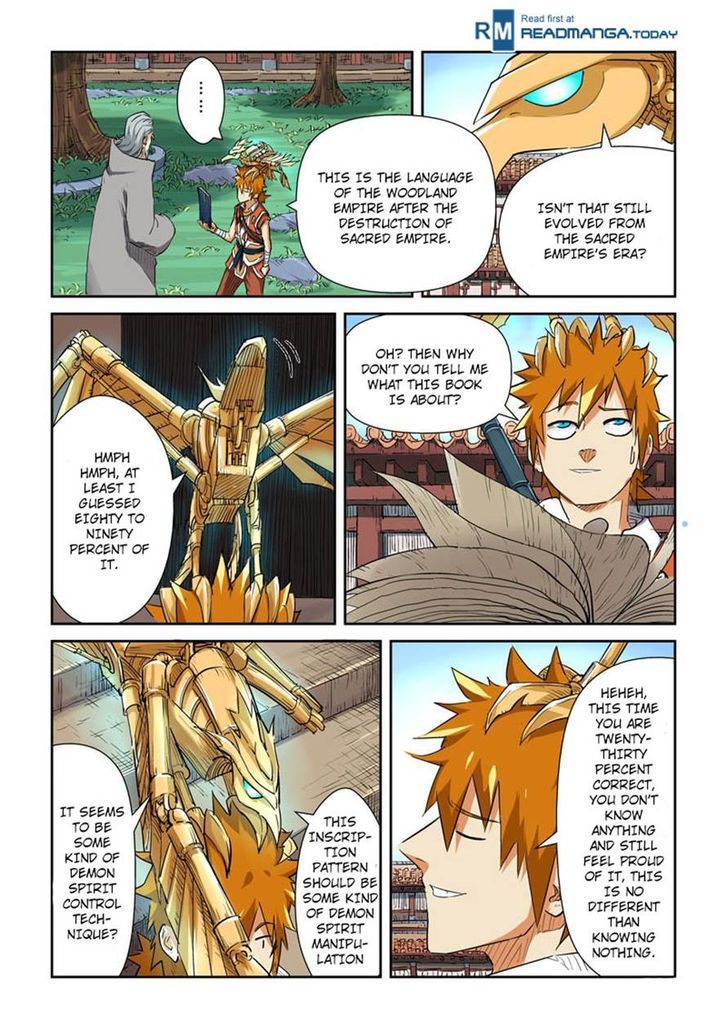 Read first at
RM READMANGA.TODAY
......
THIS IS THE LANGUAGE
OF THE WOODLAND
EMPIRE AFTER THE
DESTRUCTION OF
SACRED EMPIRE.
ISN'T THAT STILL
EVOLVED FROM
THE SACRED
EMPIRE'S ERA?
HMPH
HMPH, AT
LEAST I
GUESSED
EIGHTY TO
NINETY
PERCENT OF
IT.
OH? THEN WHY
DON'T YOU TELL ME
WHAT THIS BOOK
IS ABOUT?
IT SEEMS
TO BE
SOME
KIND OF
DEMON
SPIRIT
CONTROL
TECH-
NIQUE?
THIS
INSCRIP-
TION
PATTERN
SHOULD BE
SOME KIND
OF DEMON
SPIRIT
MANIPU-
LATION
HEHEH,
THIS TIME
YOU ARE
TWENTY-
THIRTY
PERCENT
CORRECT,
YOU DON'T
KNOW
ANYTHING
AND STILL
FEEL PROUD
OF IT, THIS
IS NO
DIFFERENT
THAN
KNOWING
NOTHING.